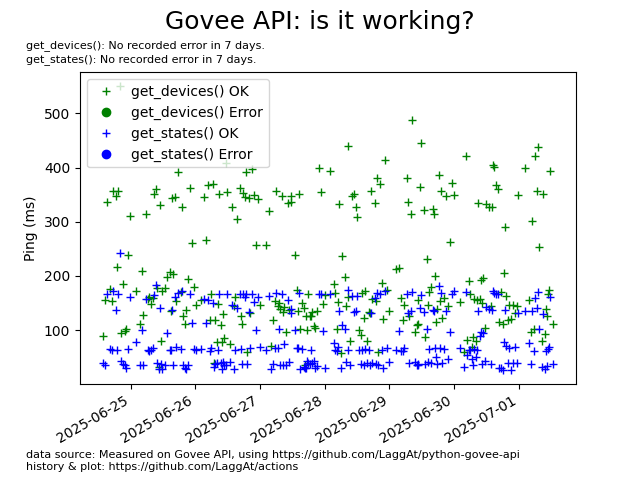 Govee API: is it working?
get_devices(): No recorded error in 7 days.
get_states(): No recorded error in 7 days.
get_devices() OK
get_devices() Error
get_states() OK
get_states() Error
Ping (ms)
500
400
300
200
100
2025-06-25
2025-06-26
2025-06-27
2025-06-28
2025-06-29
2025-06-30
2025-07-01
data source: Measured on Govee API, using https://github.com/LaggAt/python-govee-api
history & plot: https://github.com/LaggAt/actions